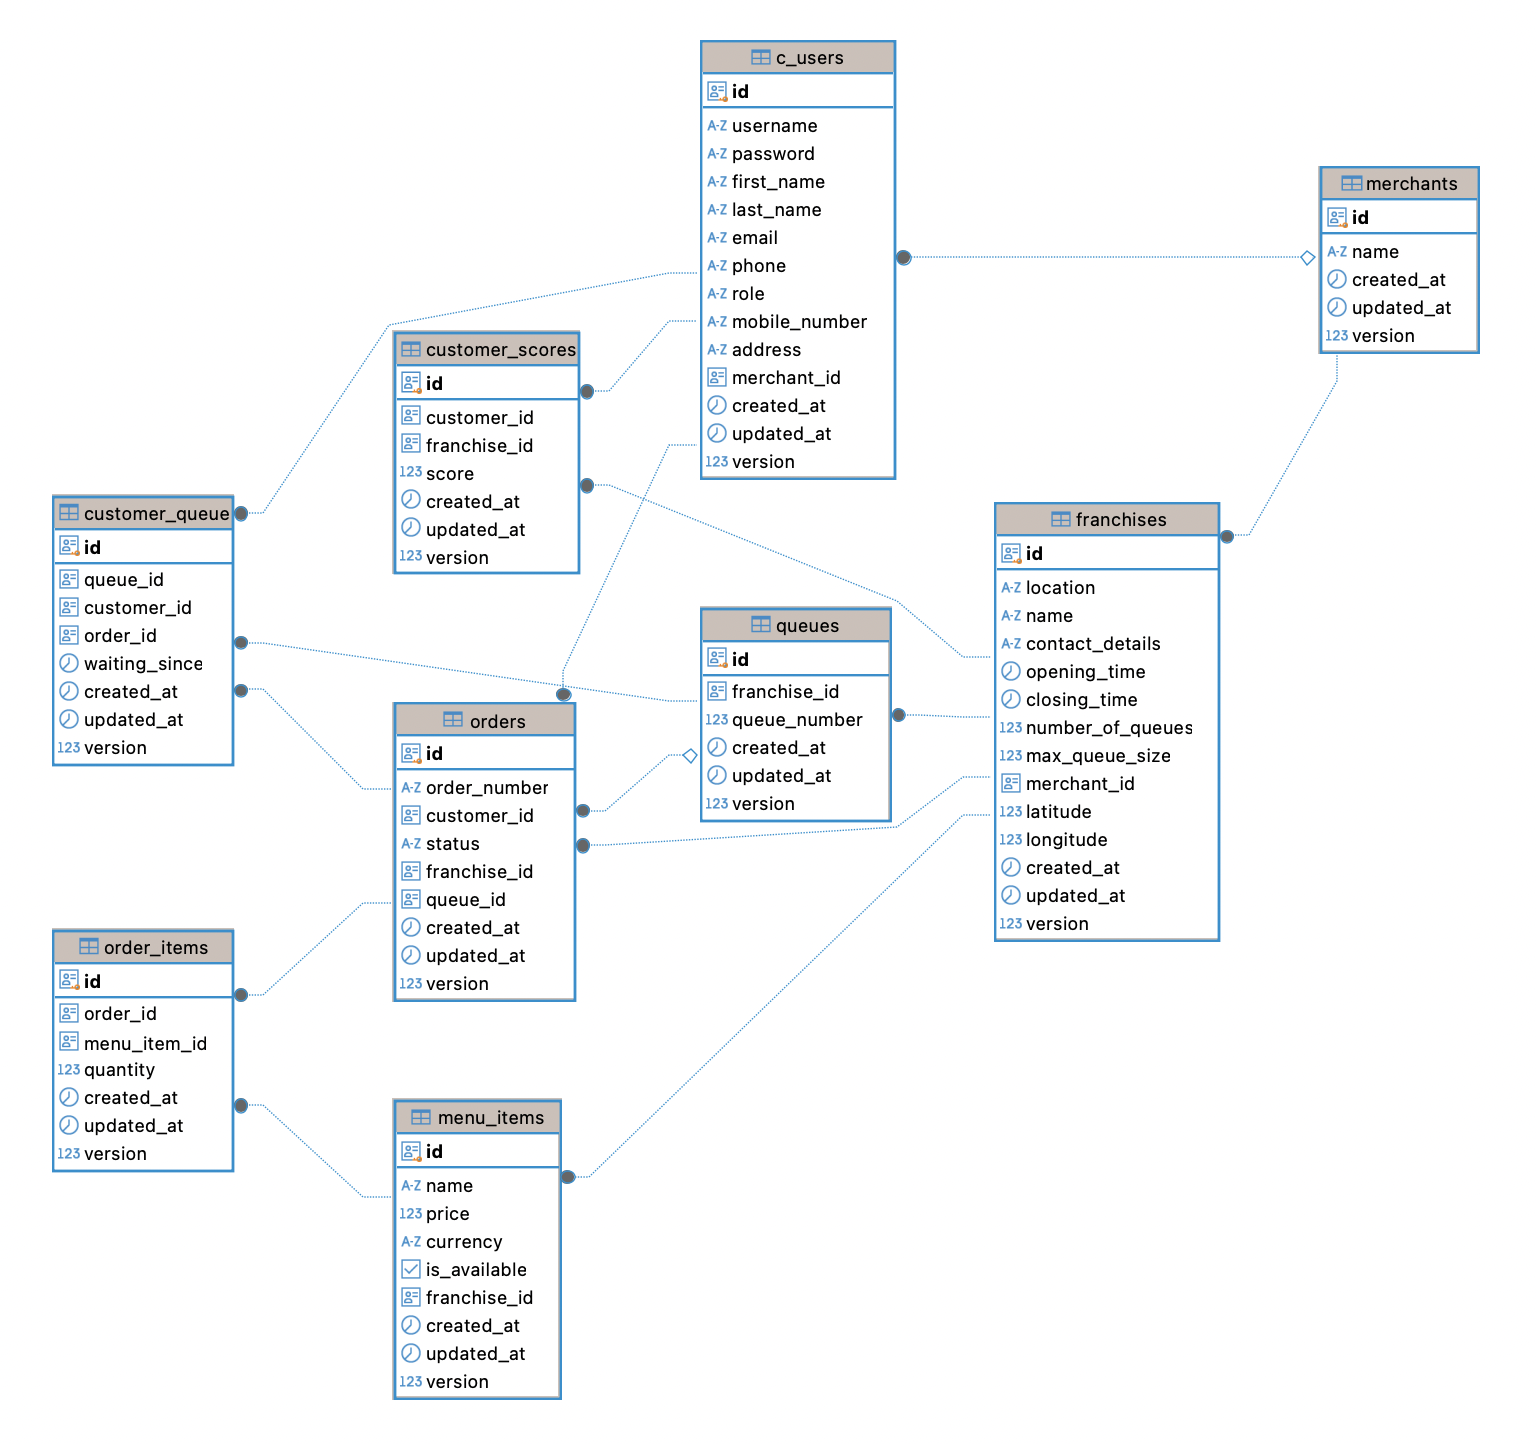 c_users
id
A-Z username
A-Z password
A-Z first_name
A-Z last_name
A-Z email
A-Z phone
A-Z role
A-Z mobile_number
A-Z address
merchant_id
created_at
updated_at
123 version
merchants
id
A-Z name
created_at
updated_at
123 version
customer_scores
id
customer_id
franchise_id
123 score
created_at
updated_at
123 version
customer_queue
id
queue_id
customer_id
order_id
waiting_since
created_at
updated_at
123 version
franchises
id
A-Z location
A-Z name
A-Z contact_details
opening_time
closing_time
123 number_of_queues
123 max_queue_size
merchant_id
123 latitude
123 longitude
created_at
updated_at
123 version
queues
id
franchise_id
123 queue_number
created_at
updated_at
123 version
orders
id
A-Z order_number
customer_id
A-Z status
franchise_id
queue_id
created_at
updated_at
123 version
order_items
id
order_id
menu_item_id
123 quantity
created_at
updated_at
123 version
menu_items
id
A-Z name
123 price
A-Z currency
is_available
franchise_id
created_at
updated_at
123 version